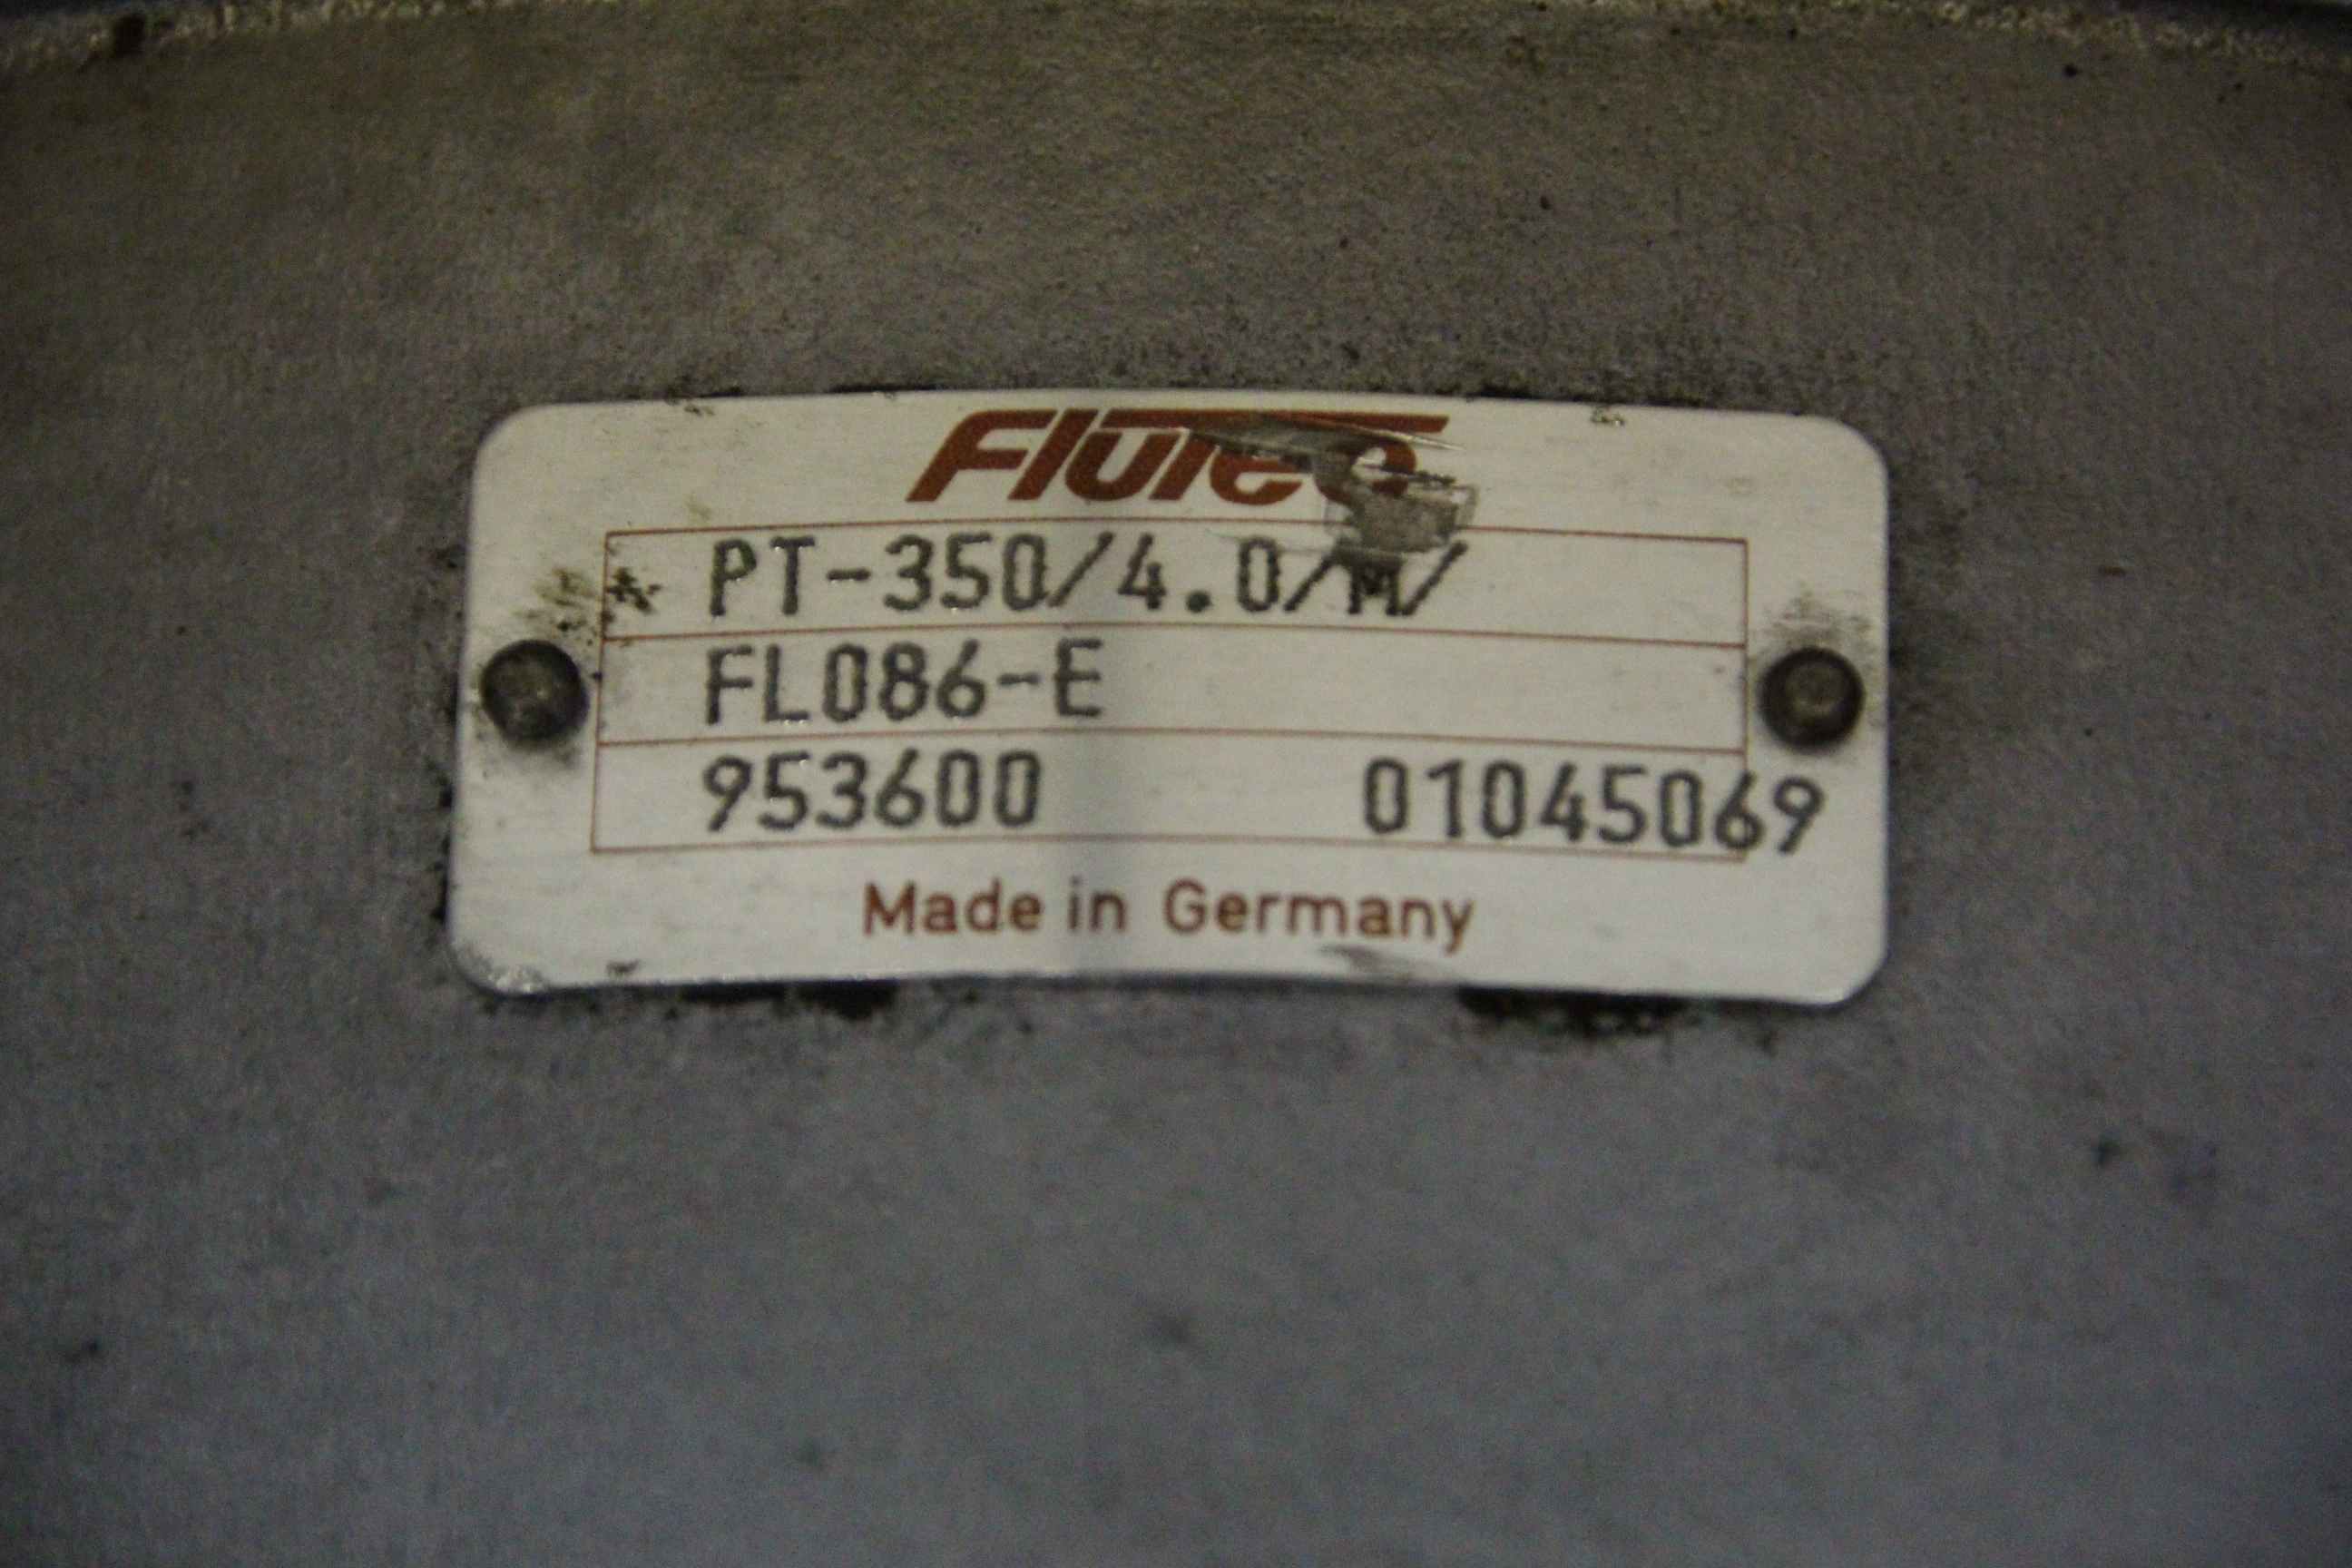 Flutec
PT-350/4.0/M/
FL086-E
953600 01045069
Made in Germany